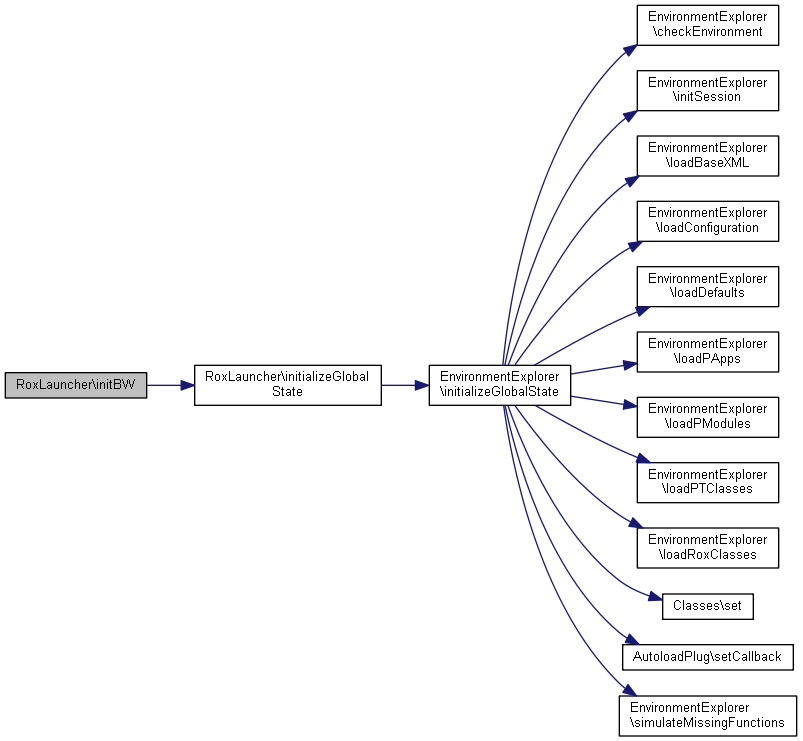 RoxLauncher\initBW
RoxLauncher\initializeGlobal
State
EnvironmentExplorer
\initializeGlobalState
EnvironmentExplorer
\checkEnvironment
EnvironmentExplorer
\initSession
EnvironmentExplorer
\loadBaseXML
EnvironmentExplorer
\loadConfiguration
EnvironmentExplorer
\loadDefaults
EnvironmentExplorer
\loadPApps
EnvironmentExplorer
\loadPModules
EnvironmentExplorer
\loadPTClasses
EnvironmentExplorer
\loadRoxClasses
Classes\set
AutoloadPlug\setCallback
EnvironmentExplorer
\simulateMissingFunctions